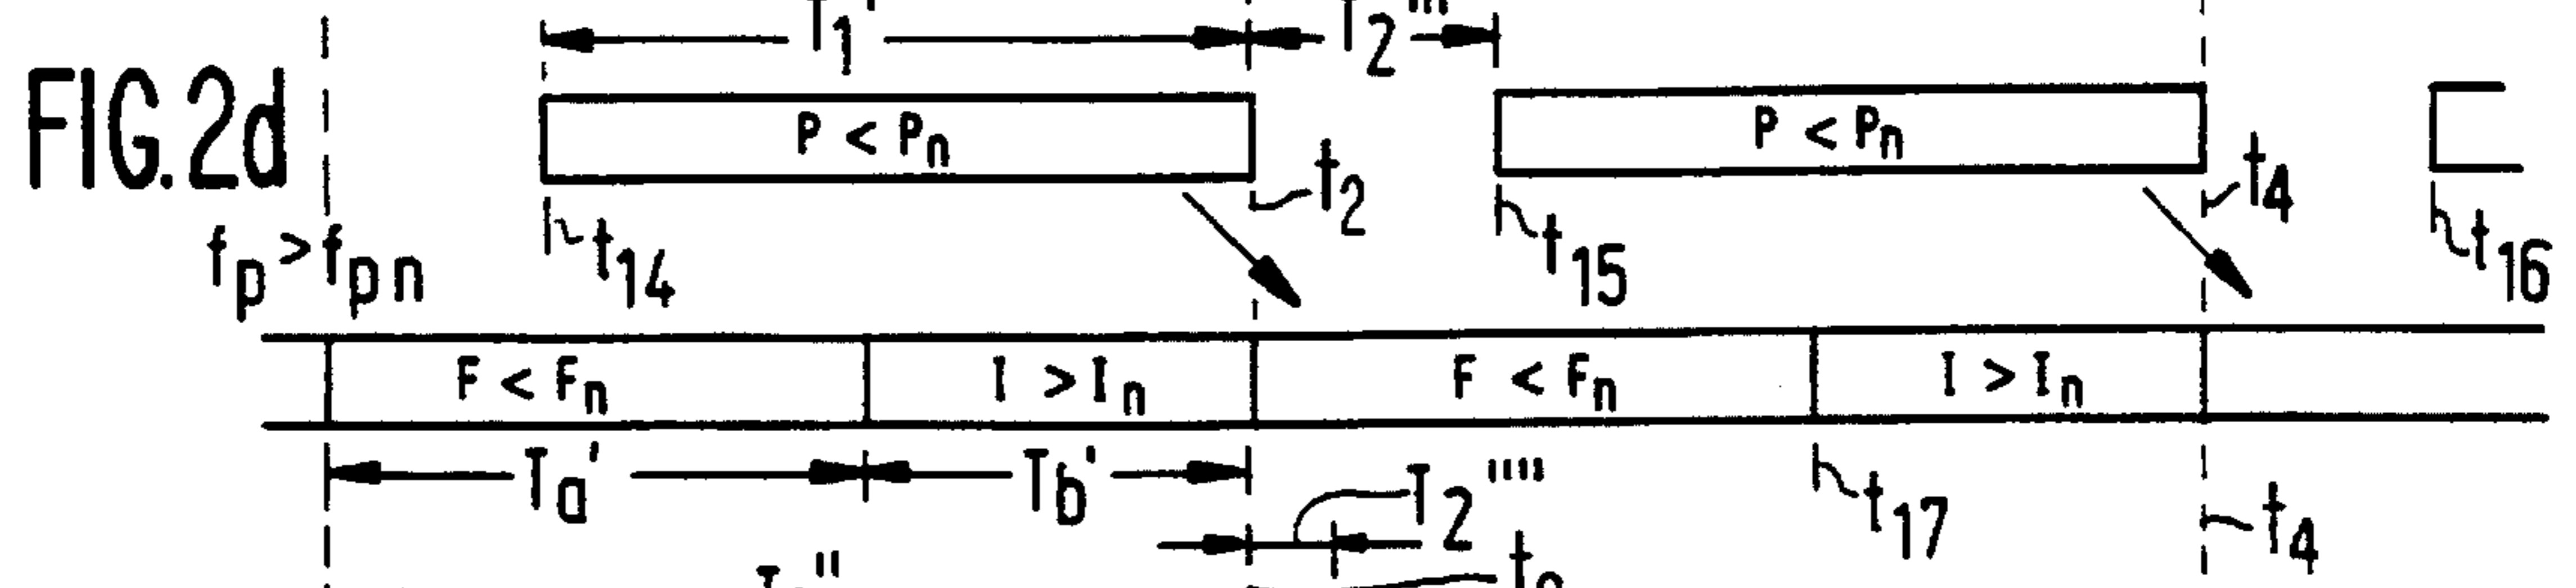 T1' T2'''
FIG.2d
P < Pn P < Pn
t2 t4
t14 t15 t16
fp > fpn
F < Fn I > In F < Fn I > In
Ta' Tb' T2''''
t17 t4